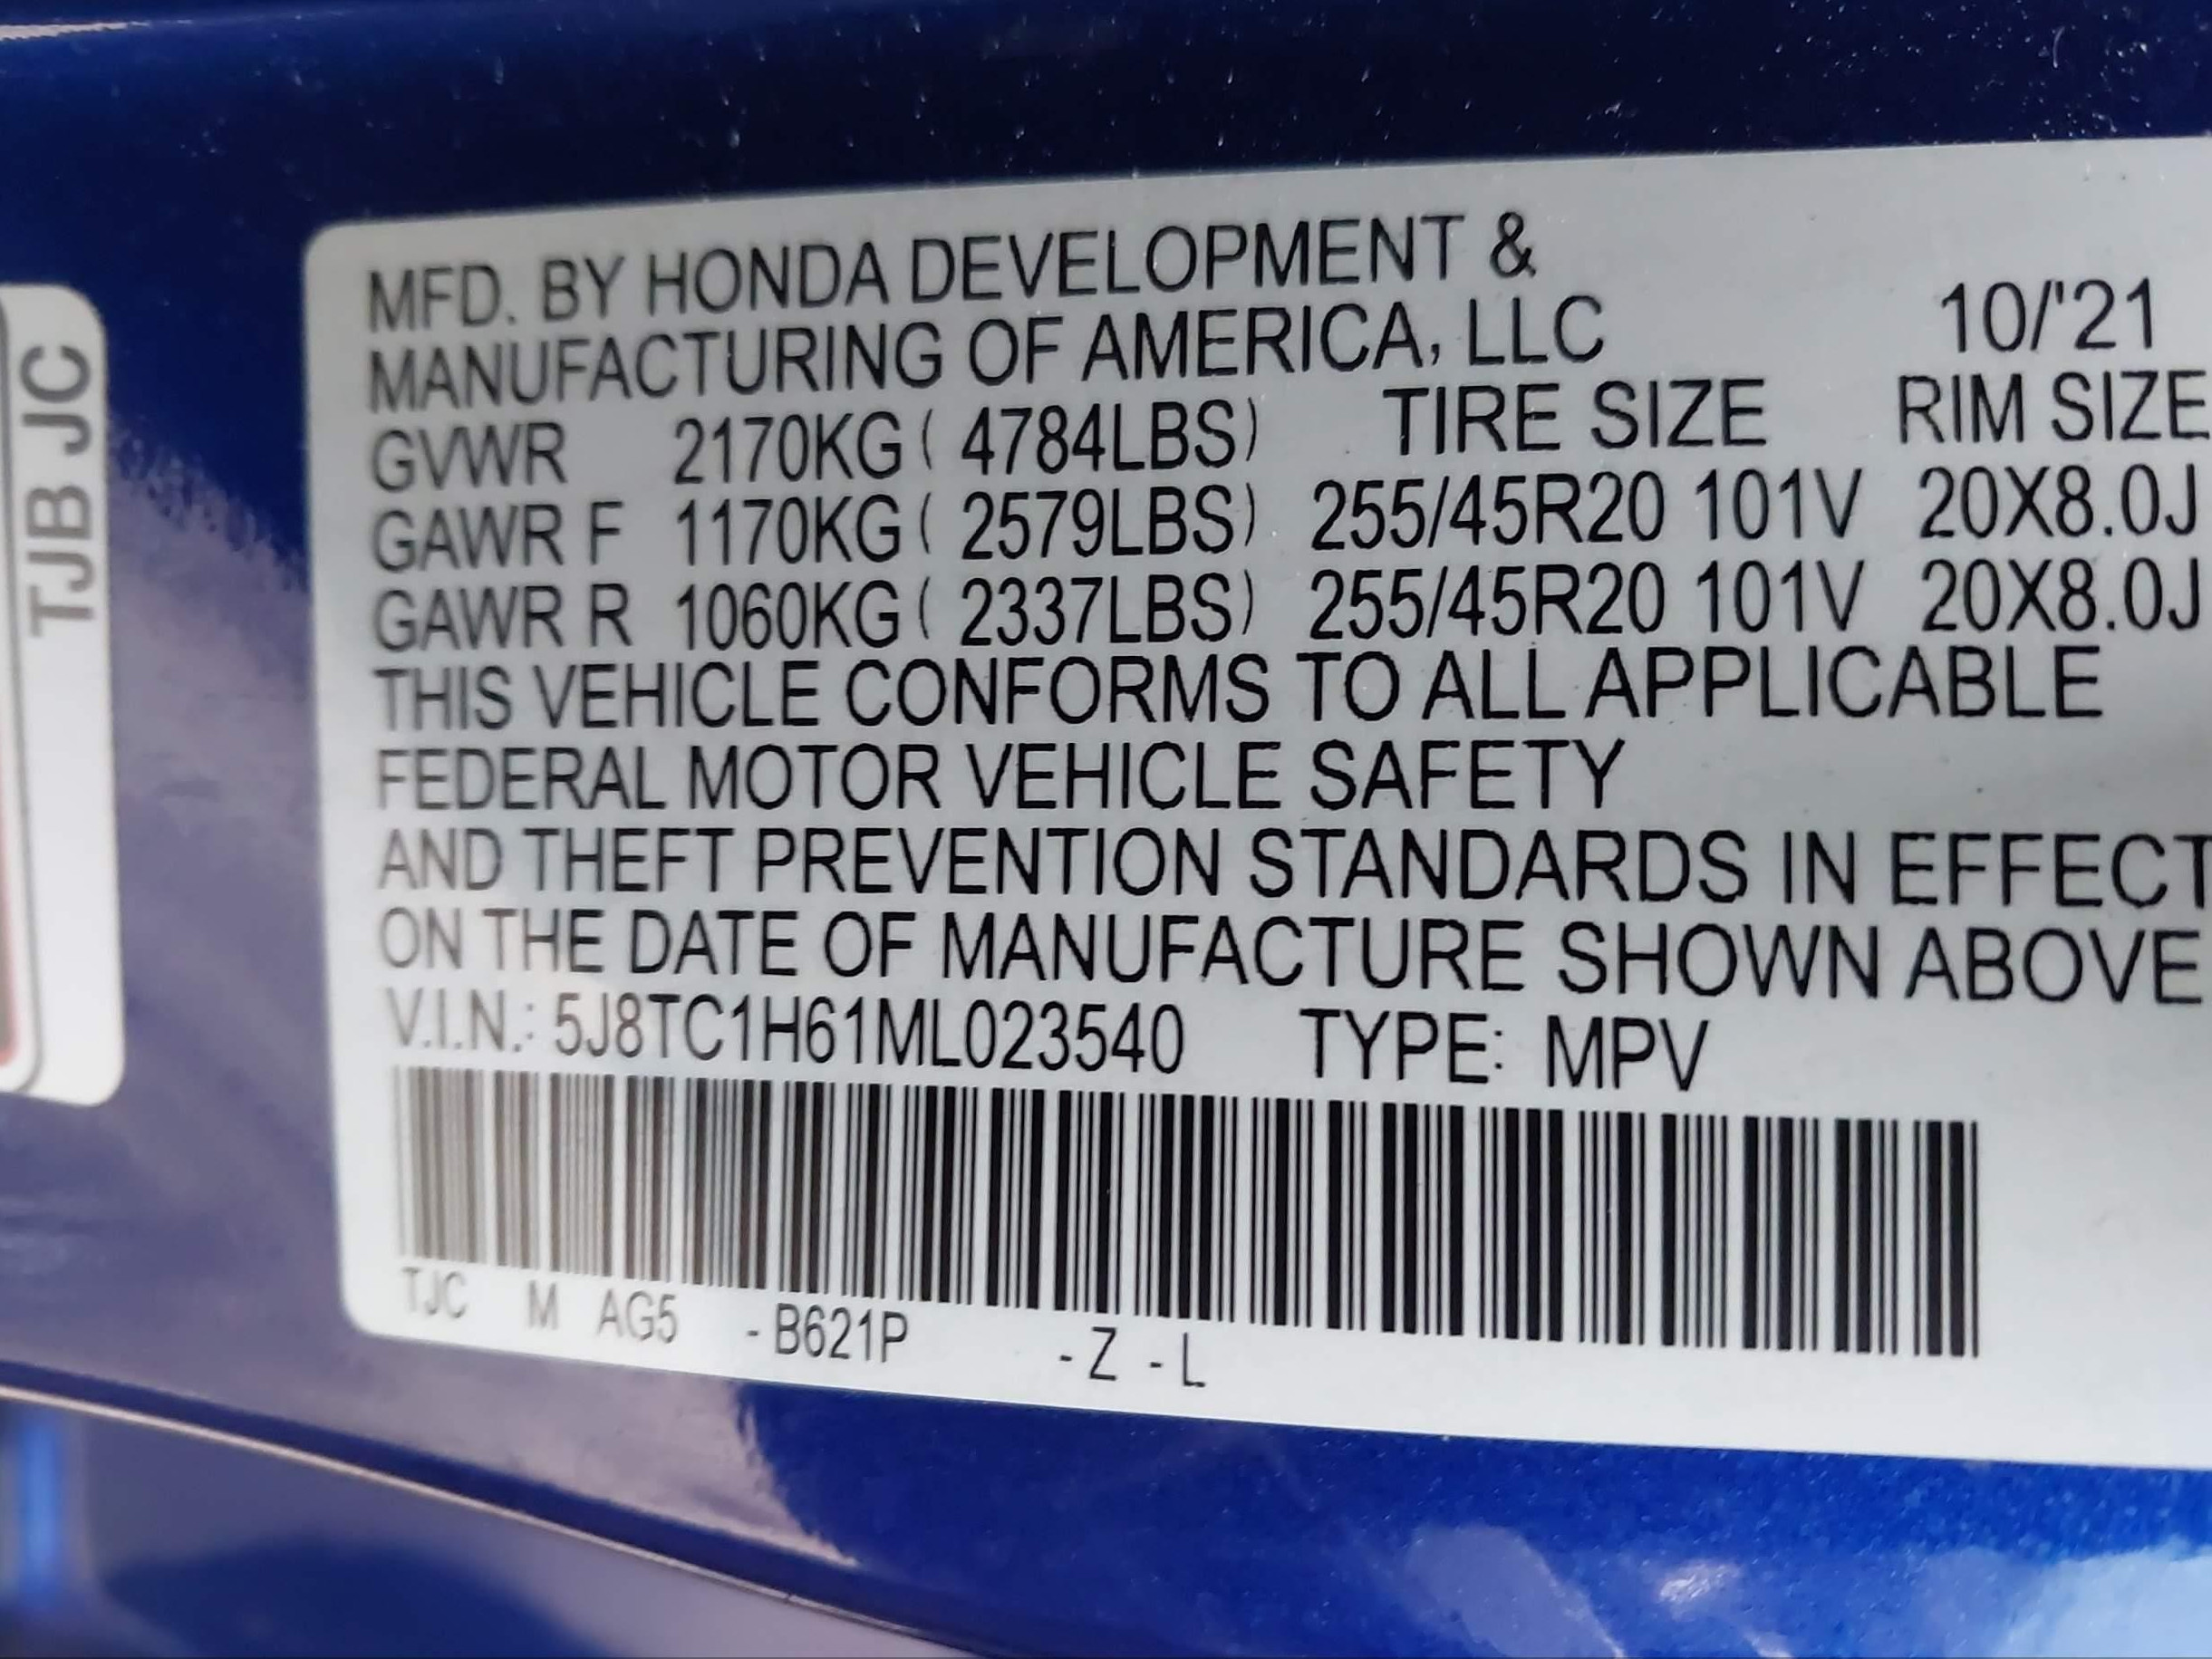 TJB JC
MFD. BY HONDA DEVELOPMENT &
MANUFACTURING OF AMERICA, LLC 10/'21
GVWR 2170KG ( 4784LBS) TIRE SIZE RIM SIZE
GAWR F 1170KG ( 2579LBS) 255/45R20 101V 20X8.0J
GAWR R 1060KG ( 2337LBS) 255/45R20 101V 20X8.0J
THIS VEHICLE CONFORMS TO ALL APPLICABLE
FEDERAL MOTOR VEHICLE SAFETY
AND THEFT PREVENTION STANDARDS IN EFFECT
ON THE DATE OF MANUFACTURE SHOWN ABOVE
V.I.N.: 5J8TC1H61ML023540 TYPE: MPV
TJC M AG5 -B621P -Z -L